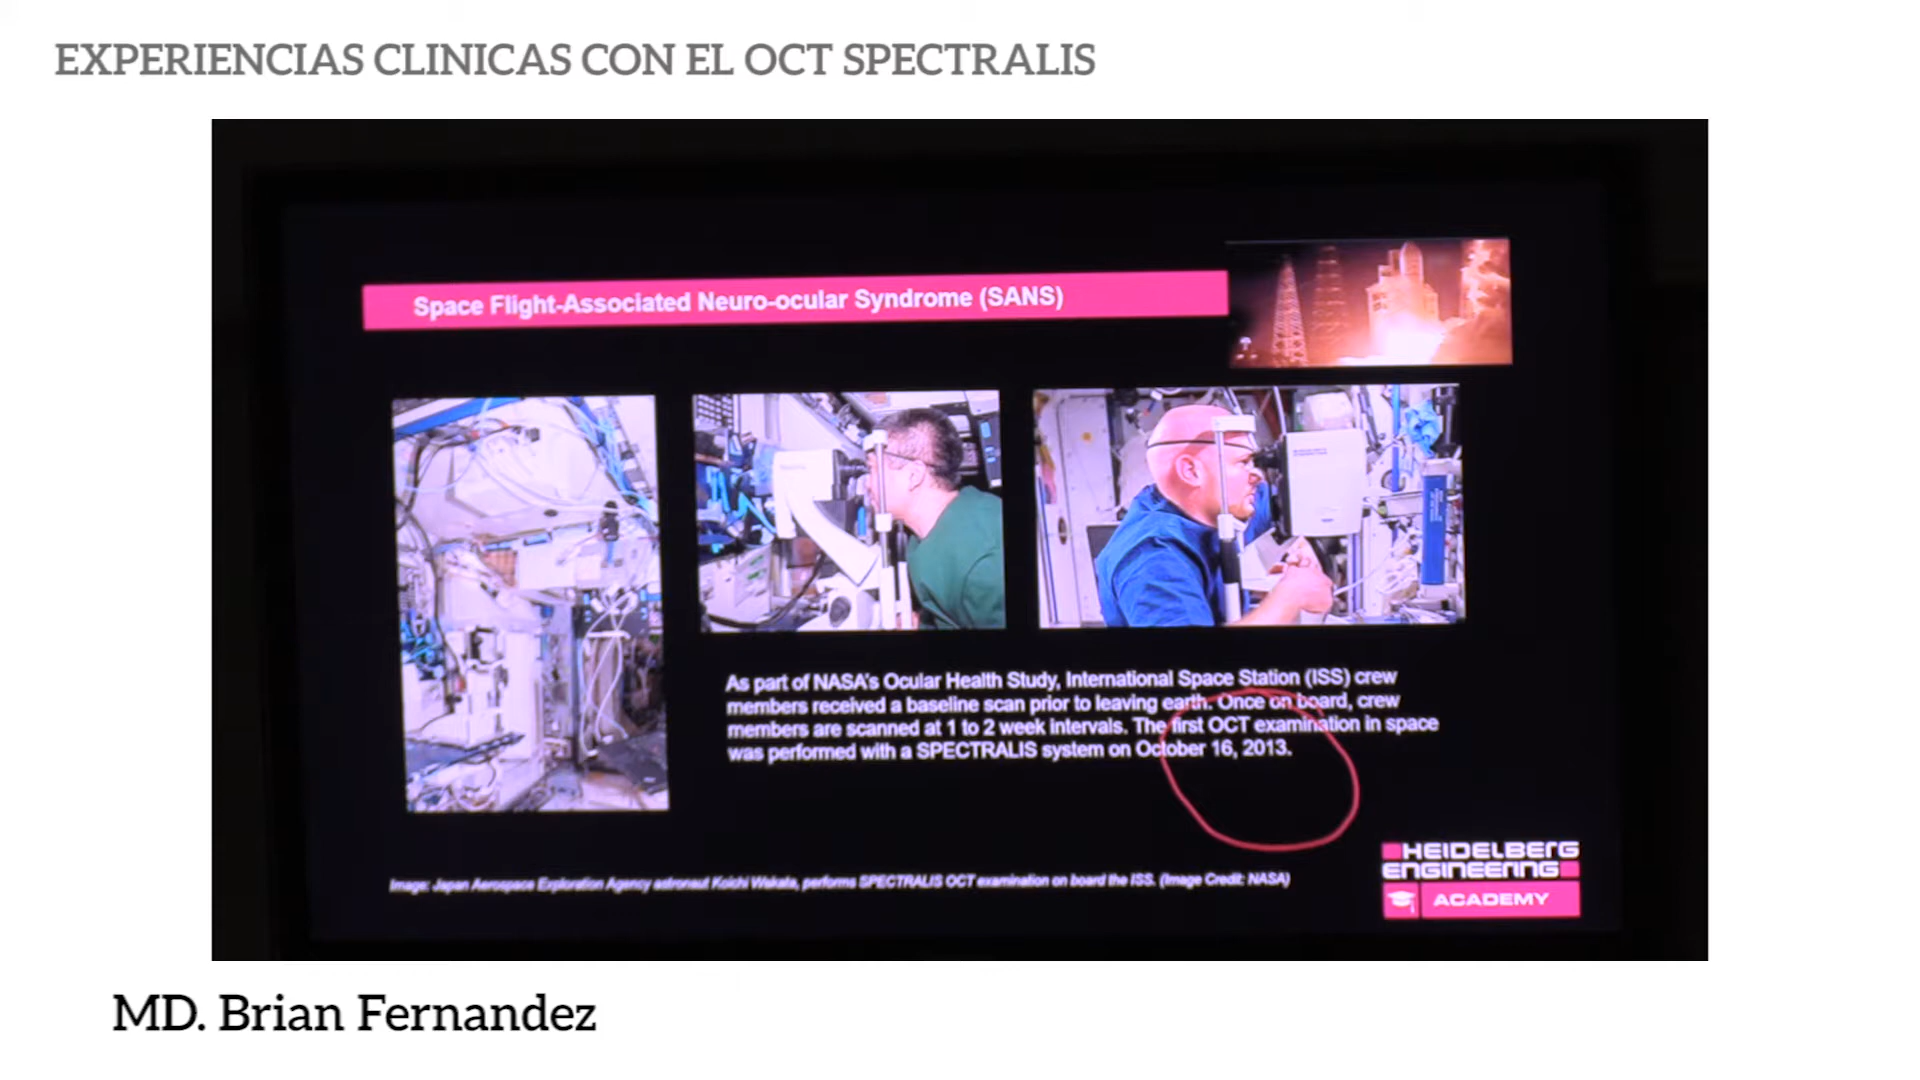 EXPERIENCIAS CLINICAS CON EL OCT SPECTRALIS
Space Flight-Associated Neuro-ocular Syndrome (SANS)
As part of NASA's Ocular Health Study, International Space Station (ISS) crew
members received a baseline scan prior to leaving earth. Once on board, crew
members are scanned at 1 to 2 week intervals. The first OCT examination in space
was performed with a SPECTRALIS system on October 16, 2013.
Image: Japan Aerospace Exploration Agency astronaut Koichi Wakata, performs SPECTRALIS OCT examination on board the ISS. (Image Credit: NASA)
HEIDELBERG
ENGINEERING
ACADEMY
MD. Brian Fernandez